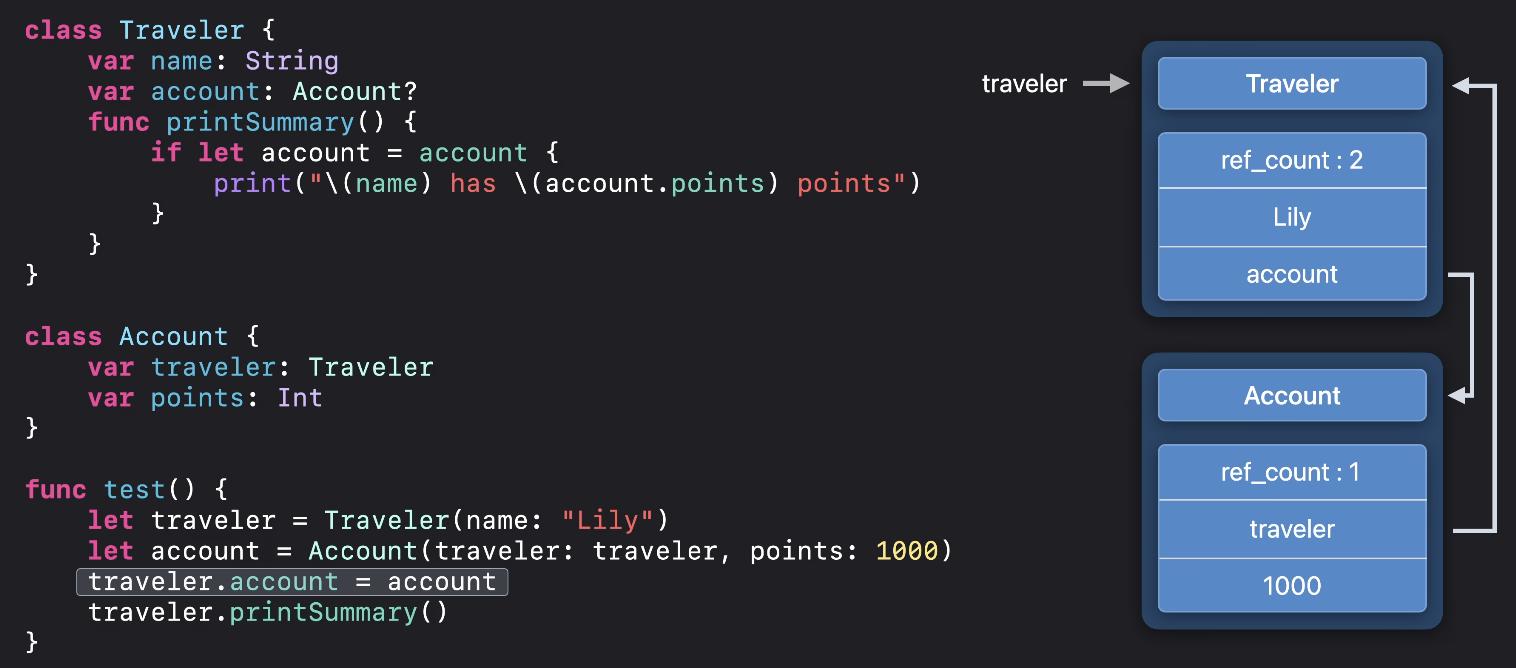 class Traveler {
    var name: String
    var account: Account?
    func printSummary() {
        if let account = account {
            print("\(name) has \(account.points) points")
        }
    }
}
class Account {
    var traveler: Traveler
    var points: Int
}
func test() {
    let traveler = Traveler(name: "Lily")
    let account = Account(traveler: traveler, points: 1000)
    traveler.account = account
    traveler.printSummary()
}
traveler
Traveler
ref_count : 2
Lily
account
Account
ref_count : 1
traveler
1000